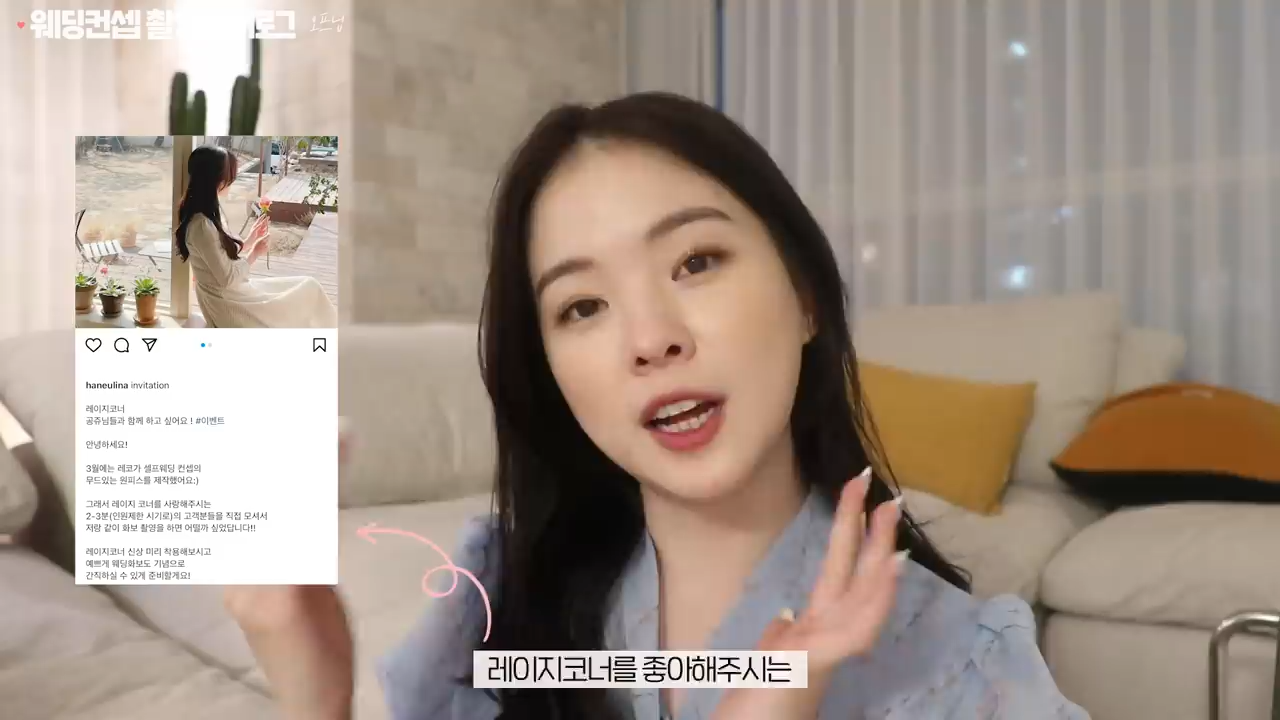 웨딩컨셉 촬 로그 오프닝
haneulina invitation
레이지코너
공쥬님들과 함께 하고 싶어요 ! #이벤트
안녕하세요!
3월에는 레코가 셀프웨딩 컨셉의
무드있는 원피스를 제작했어요:)
그래서 레이지 코너를 사랑해주시는
2-3분(인원제한 시기로)의 고객분들을 직접 모셔서
저랑 같이 화보 촬영을 하면 어떨까 싶었답니다!!
레이지코너 신상 미리 착용해보시고
예쁘게 웨딩화보도 기념으로
간직하실 수 있게 준비할게요!
레이지코너를 좋아해주시는